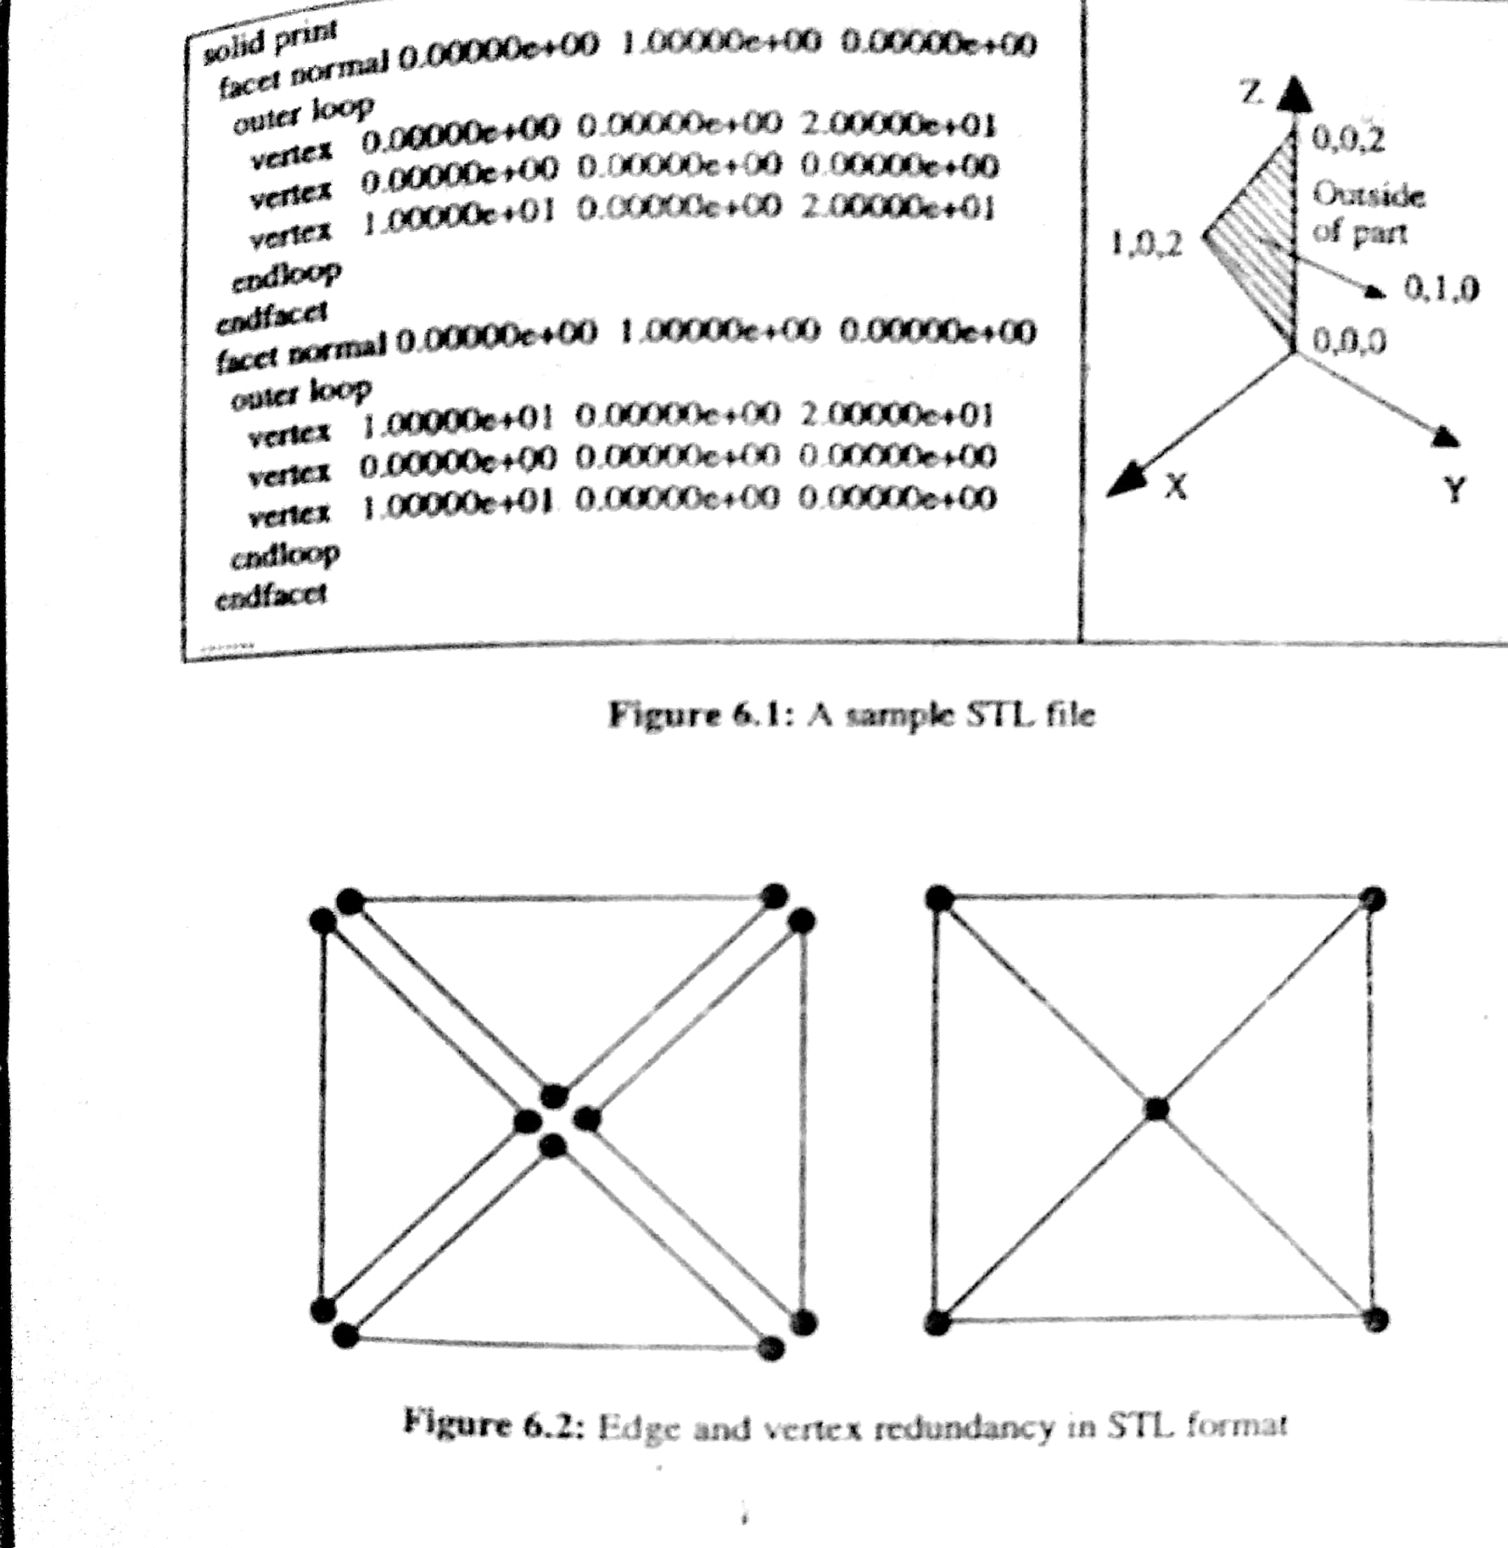 solid print
facet normal 0.00000e+00 1.00000e+00 0.00000e+00
outer loop
vertex 0.00000e+00 0.00000e+00 2.00000e+01
vertex 0.00000e+00 0.00000e+00 0.00000e+00
vertex 1.00000e+01 0.00000e+00 2.00000e+01
endloop
endfacet
facet normal 0.00000e+00 1.00000e+00 0.00000e+00
outer loop
vertex 1.00000e+01 0.00000e+00 2.00000e+01
vertex 0.00000e+00 0.00000e+00 0.00000e+00
vertex 1.00000e+01 0.00000e+00 0.00000e+00
endloop
endfacet
Z
0,0,2
Outside
of part
1,0,2
0,1,0
0,0,0
X
Y
Figure 6.1: A sample STL file
Figure 6.2: Edge and vertex redundancy in STL format